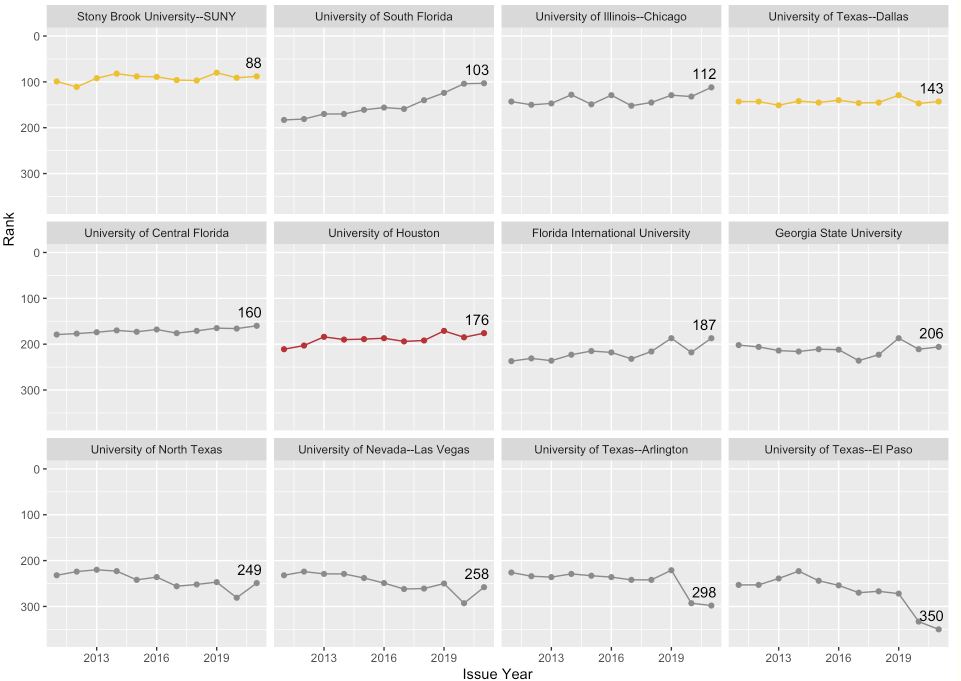 Stony Brook University--SUNY
University of South Florida
University of Illinois--Chicago
University of Texas--Dallas
0
100
200
300
88
103
112
143
University of Central Florida
University of Houston
Florida International University
Georgia State University
0
100
200
300
160
176
187
206
Rank
University of North Texas
University of Nevada--Las Vegas
University of Texas--Arlington
University of Texas--El Paso
0
100
200
300
249
258
298
350
2013 2016 2019
2013 2016 2019
2013 2016 2019
2013 2016 2019
Issue Year